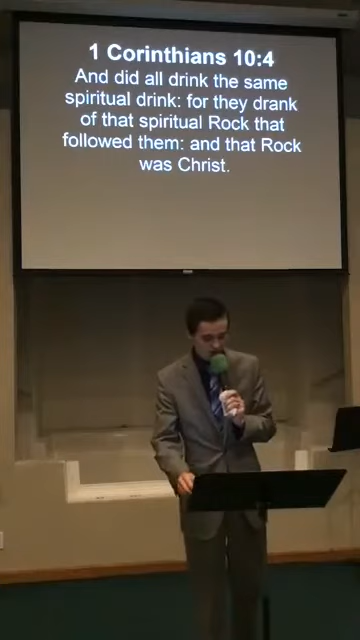 1 Corinthians 10:4
And did all drink the same
spiritual drink: for they drank
of that spiritual Rock that
followed them: and that Rock
was Christ.